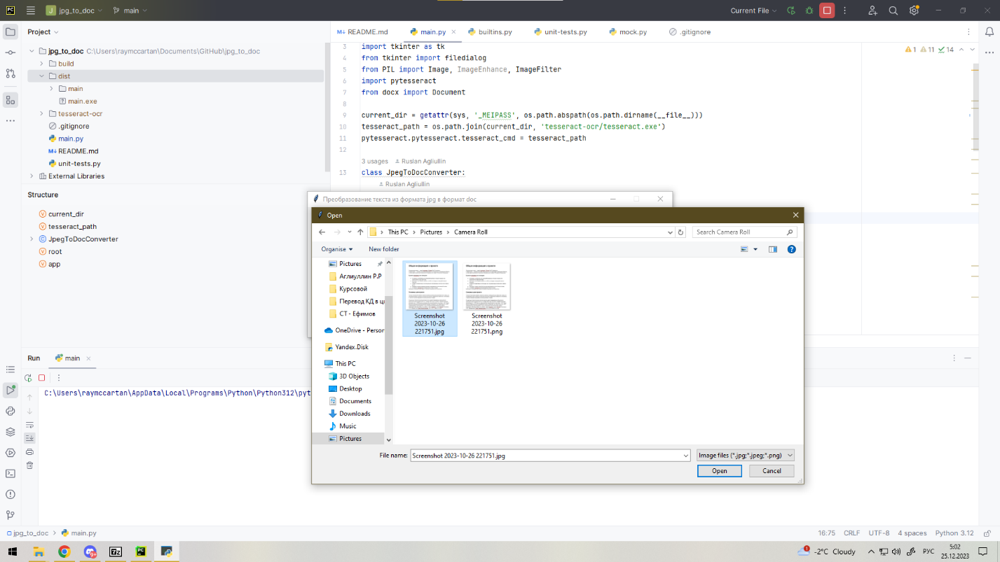 jpg_to_doc
main
Current File
Project
README.md
main.py
builtins.py
unit-tests.py
mock.py
.gitignore
jpg_to_doc C:\Users\raymccartan\Documents\GitHub\jpg_to_doc
build
dist
main
main.exe
tesseract-ocr
.gitignore
main.py
README.md
unit-tests.py
External Libraries
1 11 14
3 import tkinter as tk
4 from tkinter import filedialog
5 from PIL import Image, ImageEnhance, ImageFilter
6 import pytesseract
7 from docx import Document
8
9 current_dir = getattr(sys, '_MEIPASS', os.path.abspath(os.path.dirname(__file__)))
10 tesseract_path = os.path.join(current_dir, 'tesseract-ocr/tesseract.exe')
11 pytesseract.pytesseract.tesseract_cmd = tesseract_path
12
3 usages Ruslan Agliullin
13 class JpegToDocConverter:
Ruslan Agliullin
Structure
current_dir
tesseract_path
JpegToDocConverter
root
app
Преобразование текста из формата jpg в формат doc
Open
This PC > Pictures > Camera Roll
Search Camera Roll
Organise
New folder
Pictures
Аглиуллин Р.Р
Курсовой
Перевод КД в ц
СТ - Ефимов
OneDrive - Person
Yandex.Disk
This PC
3D Objects
Desktop
Documents
Downloads
Music
Pictures
Screenshot
2023-10-26
221751.jpg
Screenshot
2023-10-26
221751.png
File name: Screenshot 2023-10-26 221751.jpg
Image files (*.jpg;*.jpeg;*.png)
Open
Cancel
Run
main
C:\Users\raymccartan\AppData\Local\Programs\Python\Python312\pyt
jpg_to_doc > main.py
16:75 CRLF UTF-8 4 spaces Python 3.12
-2°C Cloudy
РУС
5:02
25.12.2023